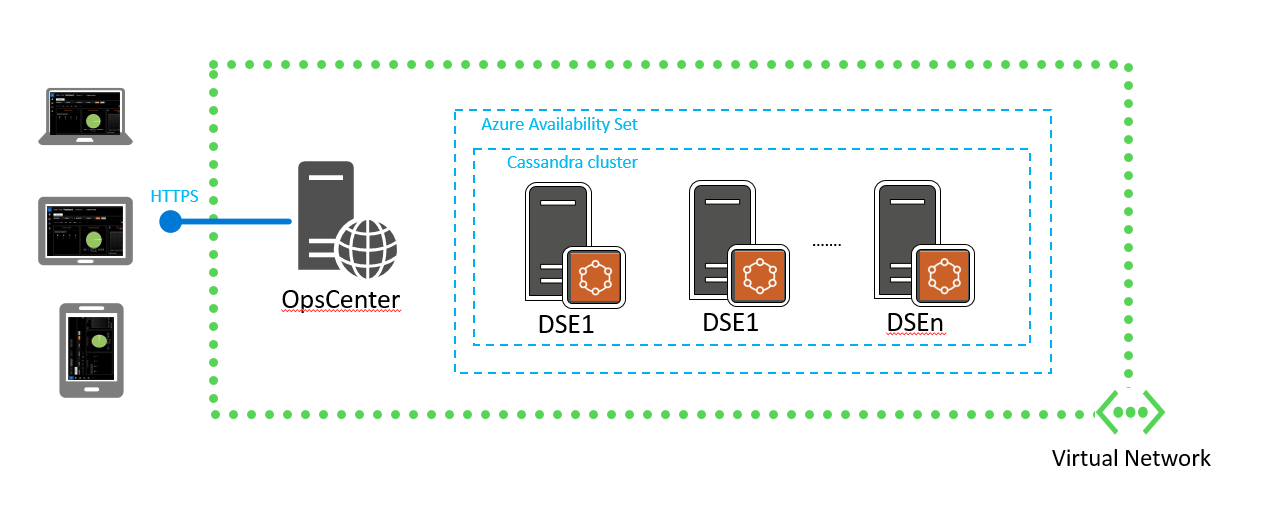 Azure Availability Set
Cassandra cluster
HTTPS
.......
OpsCenter
DSE1
DSE1
DSEn
Virtual Network